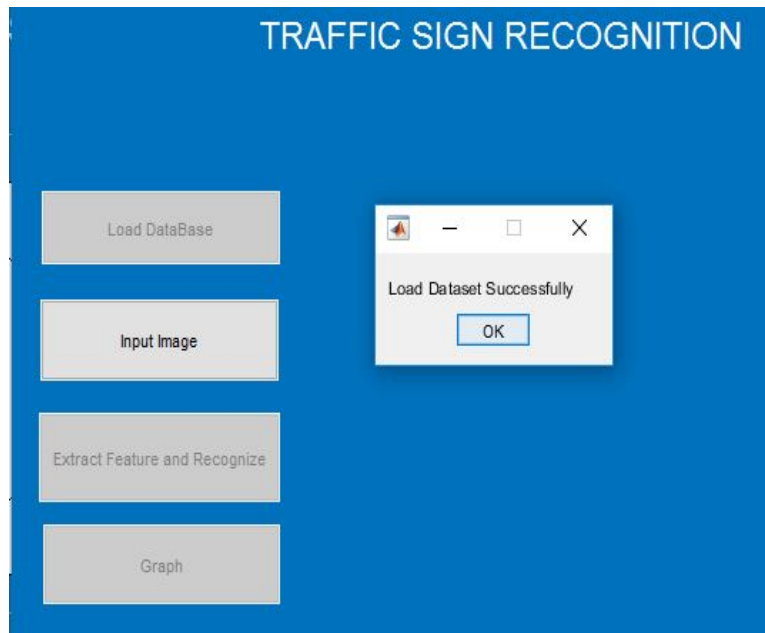 TRAFFIC SIGN RECOGNITION
Load DataBase
Load Dataset Successfully
OK
Input Image
Extract Feature and Recognize
Graph